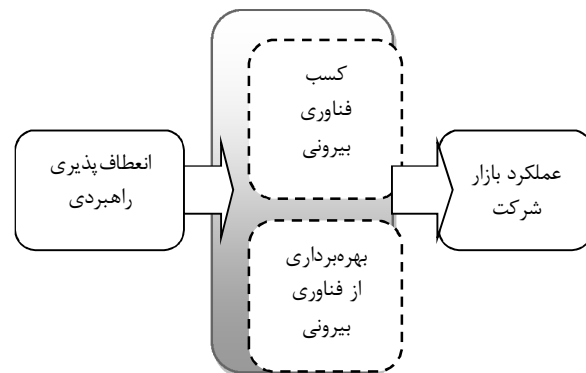 کسب
فناوری
بیرونی
انعطاف‌پذیری
راهبردی
عملکرد بازار
شرکت
بهره‌برداری
از فناوری
بیرونی